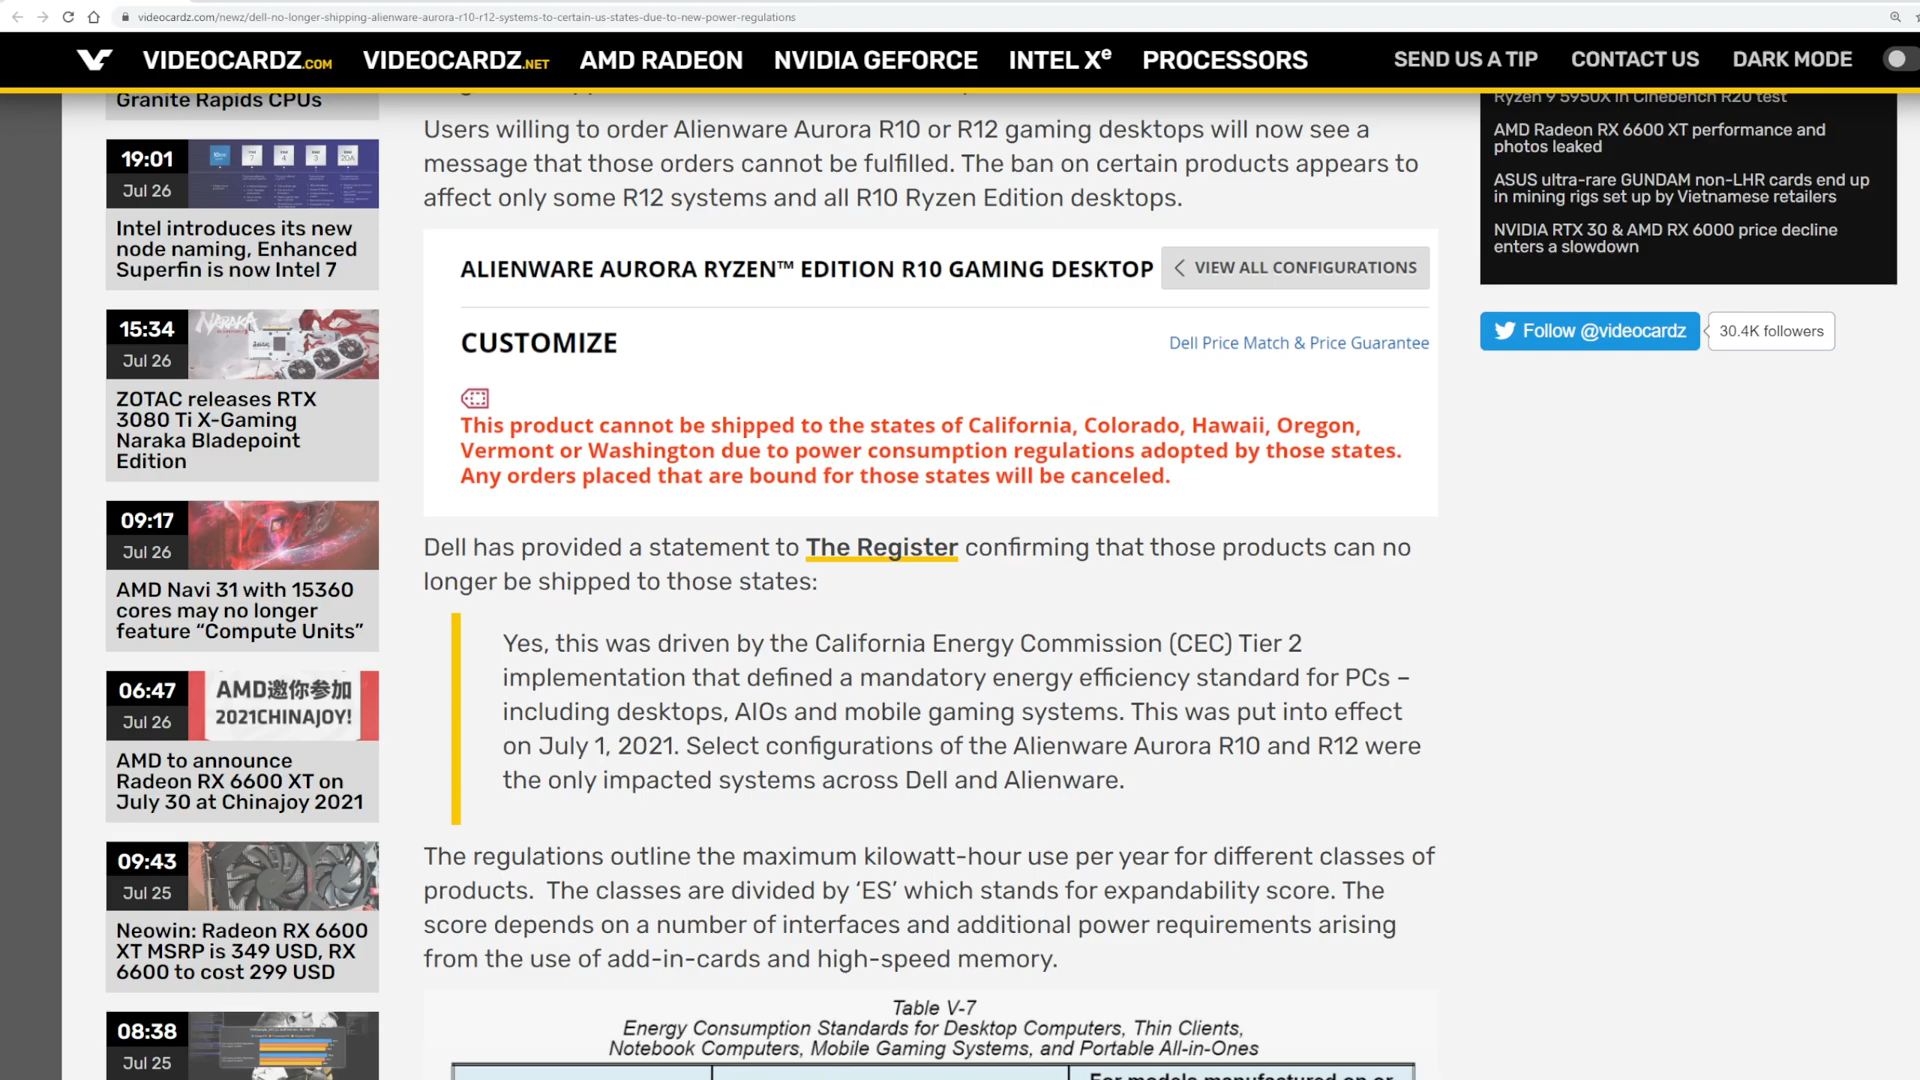 videocardz.com/newz/dell-no-longer-shipping-alienware-aurora-r10-r12-systems-to-certain-us-states-due-to-new-power-regulations
VIDEOCARDZ.COM VIDEOCARDZ.NET AMD RADEON NVIDIA GEFORCE INTEL Xe PROCESSORS SEND US A TIP CONTACT US DARK MODE
Granite Rapids CPUs
19:01
Jul 26
Intel introduces its new
node naming, Enhanced
Superfin is now Intel 7
15:34
Jul 26
NARAKA
ZOTAC releases RTX
3080 Ti X-Gaming
Naraka Bladepoint
Edition
09:17
Jul 26
AMD Navi 31 with 15360
cores may no longer
feature “Compute Units”
06:47
Jul 26
AMD邀你参加
2021CHINAJOY!
AMD to announce
Radeon RX 6600 XT on
July 30 at Chinajoy 2021
09:43
Jul 25
Neowin: Radeon RX 6600
XT MSRP is 349 USD, RX
6600 to cost 299 USD
08:38
Jul 25
Users willing to order Alienware Aurora R10 or R12 gaming desktops will now see a
message that those orders cannot be fulfilled. The ban on certain products appears to
affect only some R12 systems and all R10 Ryzen Edition desktops.
ALIENWARE AURORA RYZEN™ EDITION R10 GAMING DESKTOP
VIEW ALL CONFIGURATIONS
CUSTOMIZE
Dell Price Match & Price Guarantee
This product cannot be shipped to the states of California, Colorado, Hawaii, Oregon,
Vermont or Washington due to power consumption regulations adopted by those states.
Any orders placed that are bound for those states will be canceled.
Dell has provided a statement to The Register confirming that those products can no
longer be shipped to those states:
Yes, this was driven by the California Energy Commission (CEC) Tier 2
implementation that defined a mandatory energy efficiency standard for PCs –
including desktops, AIOs and mobile gaming systems. This was put into effect
on July 1, 2021. Select configurations of the Alienware Aurora R10 and R12 were
the only impacted systems across Dell and Alienware.
The regulations outline the maximum kilowatt-hour use per year for different classes of
products. The classes are divided by ‘ES’ which stands for expandability score. The
score depends on a number of interfaces and additional power requirements arising
from the use of add-in-cards and high-speed memory.
Table V-7
Energy Consumption Standards for Desktop Computers, Thin Clients,
Notebook Computers, Mobile Gaming Systems, and Portable All-in-Ones
For models manufactured on or
Ryzen 9 5950X in Cinebench R20 test
AMD Radeon RX 6600 XT performance and
photos leaked
ASUS ultra-rare GUNDAM non-LHR cards end up
in mining rigs set up by Vietnamese retailers
NVIDIA RTX 30 & AMD RX 6000 price decline
enters a slowdown
Follow @videocardz
30.4K followers